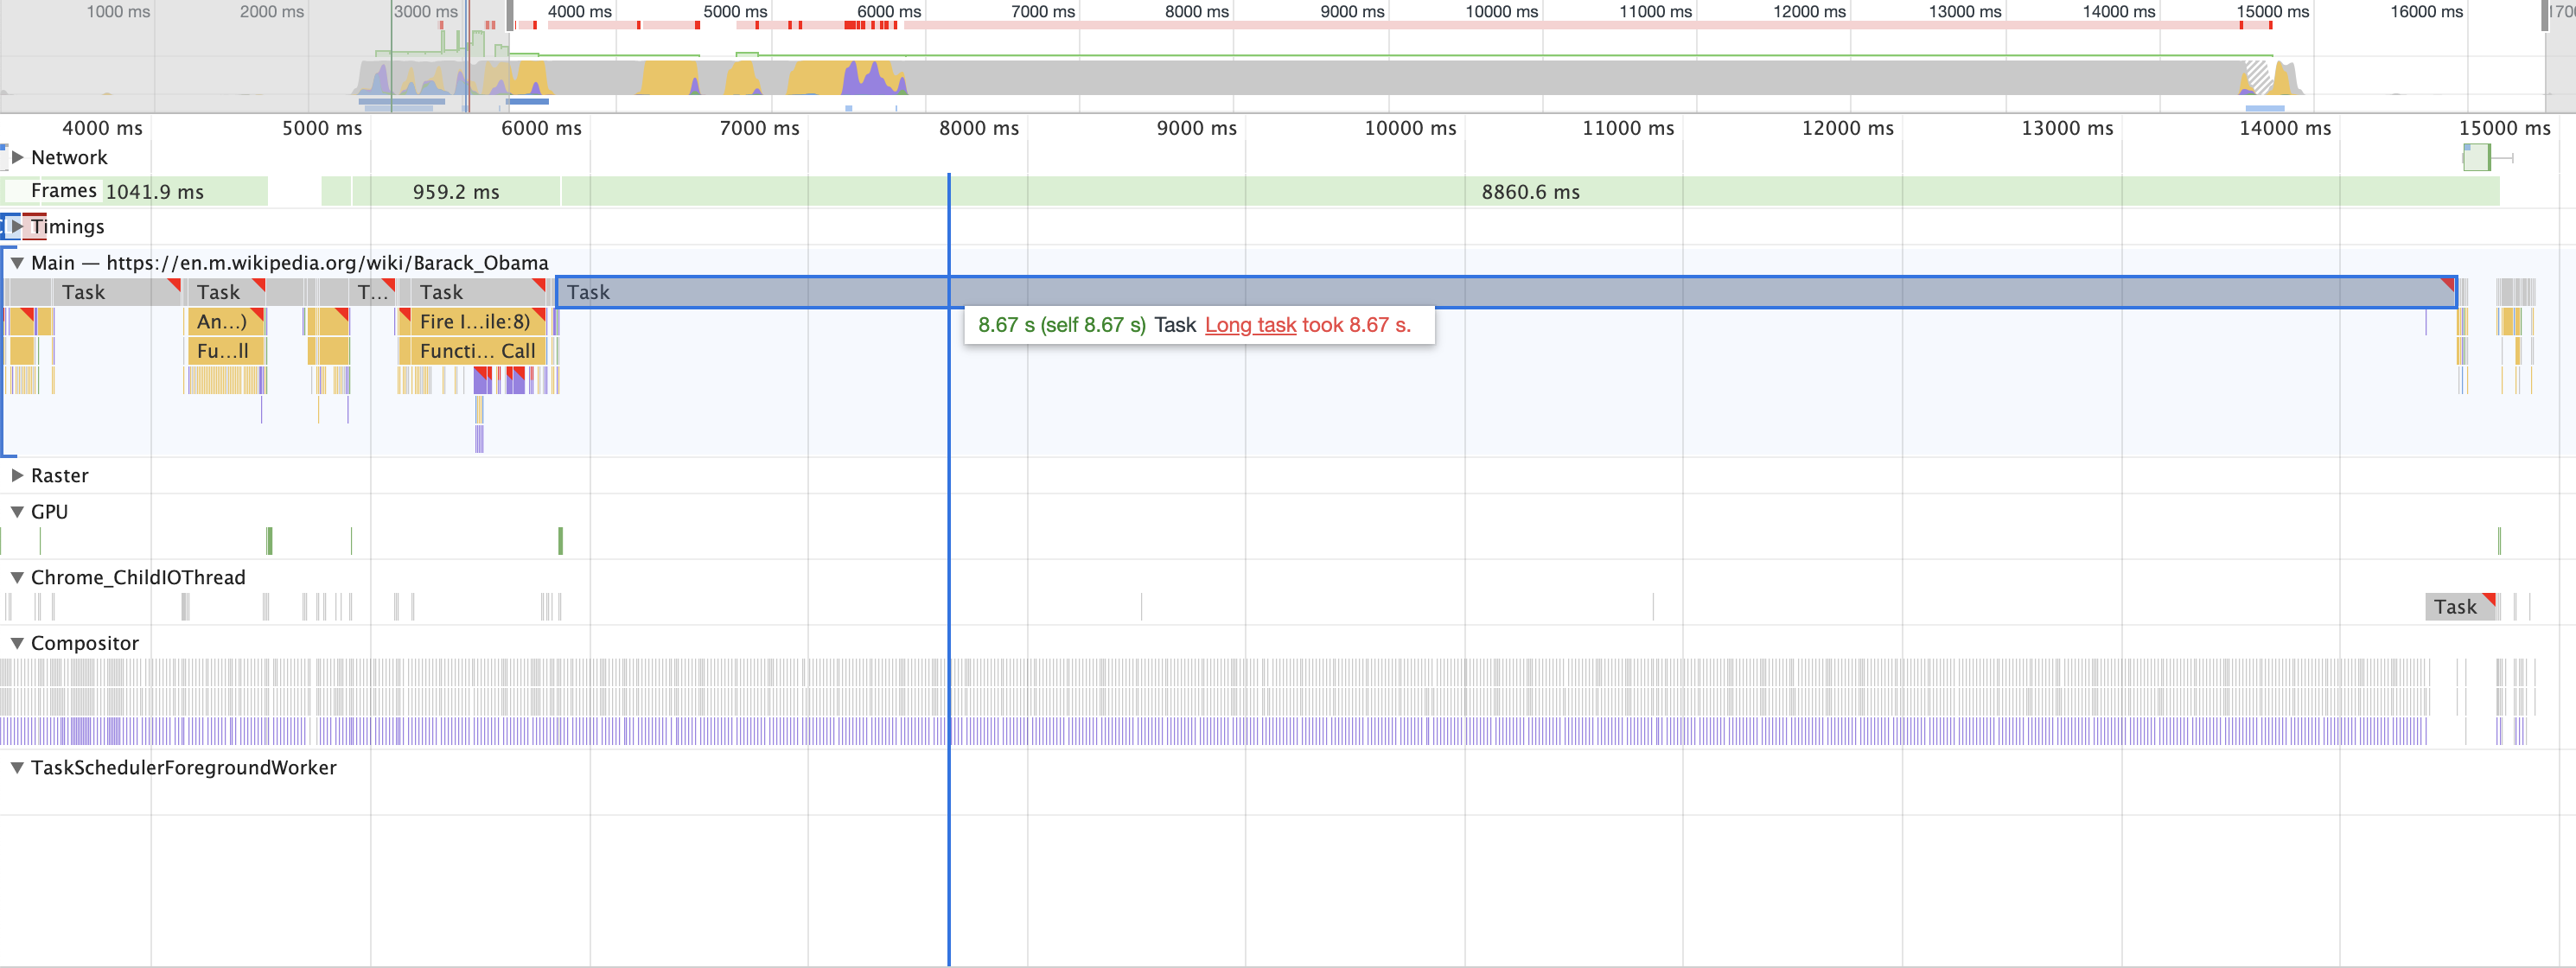 1000 ms 2000 ms 3000 ms 4000 ms 5000 ms 6000 ms 7000 ms 8000 ms 9000 ms 10000 ms 11000 ms 12000 ms 13000 ms 14000 ms 15000 ms 16000 ms
4000 ms 5000 ms 6000 ms 7000 ms 8000 ms 9000 ms 10000 ms 11000 ms 12000 ms 13000 ms 14000 ms 15000 ms
Network
Frames 1041.9 ms 959.2 ms 8860.6 ms
Timings
Main — https://en.m.wikipedia.org/wiki/Barack_Obama
Task Task T... Task Task
An...) Fire I...ile:8)
8.67 s (self 8.67 s) Task Long task took 8.67 s.
Fu...ll Functi... Call
Raster
GPU
Chrome_ChildIOThread
Task
Compositor
TaskSchedulerForegroundWorker